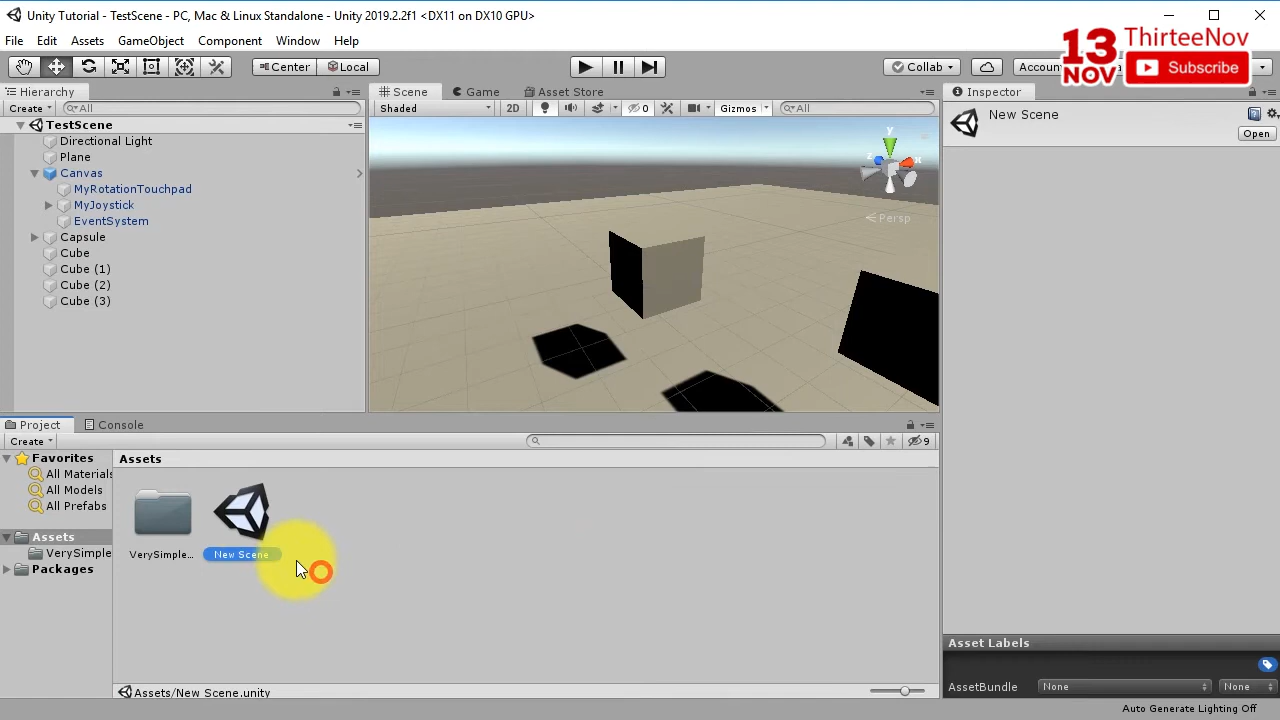 Unity Tutorial - TestScene - PC, Mac & Linux Standalone - Unity 2019.2.2f1 <DX11 on DX10 GPU>
File Edit Assets GameObject Component Window Help
13 NOV ThirteeNov
Subscribe
Center Local
Collab Accoun
Hierarchy
Scene Game Asset Store
Inspector
Create All
Shaded 2D 0 Gizmos All
New Scene
Open
TestScene
Directional Light
Plane
Canvas
MyRotationTouchpad
MyJoystick
EventSystem
Capsule
Cube
Cube (1)
Cube (2)
Cube (3)
y
x
z
Persp
Project Console
Create 9
Favorites
All Materials
All Models
All Prefabs
Assets
VerySimple
Packages
Assets
VerySimple...
New Scene
Assets/New Scene.unity
Asset Labels
AssetBundle None None
Auto Generate Lighting Off